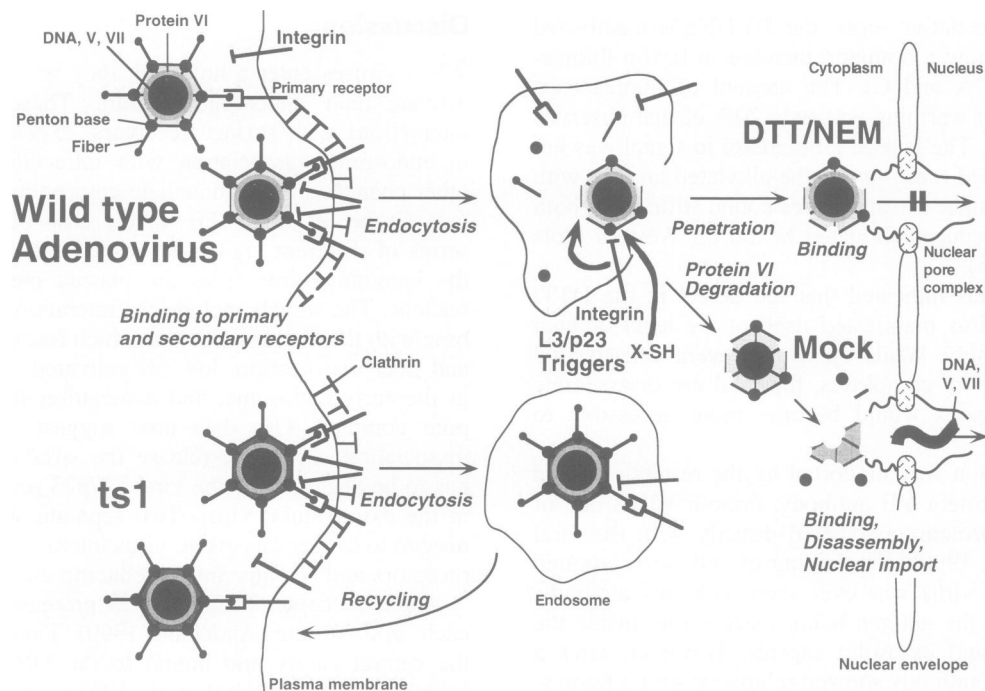 Protein VI
DNA, V, VII
Penton base
Fiber
Integrin
Primary receptor
Wild type
Adenovirus
Endocytosis
Binding to primary
and secondary receptors
Penetration
Integrin
L3/p23
Triggers
X-SH
Protein VI
Degradation
Cytoplasm
Nucleus
DTT/NEM
Binding
Nuclear
pore
complex
Mock
DNA,
V, VII
Clathrin
ts1
Endocytosis
Recycling
Plasma membrane
Endosome
Binding,
Disassembly,
Nuclear import
Nuclear envelope